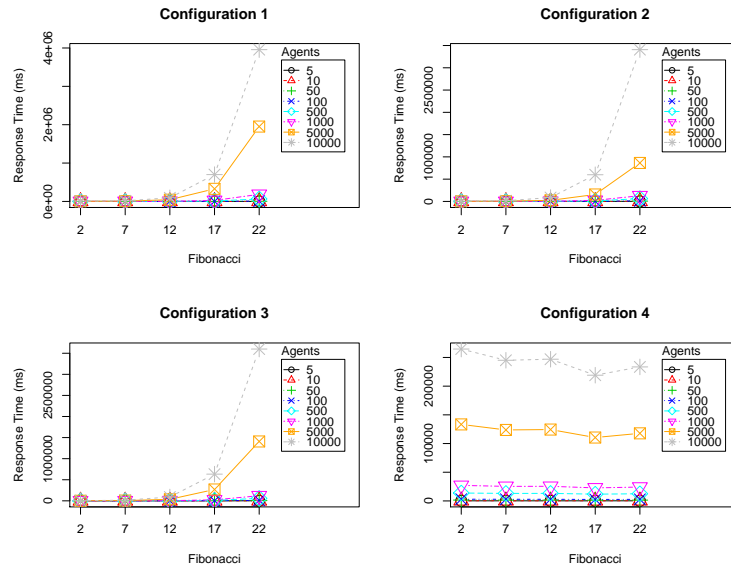 Configuration 1
Response Time (ms)
0e+00
2e+06
4e+06
Agents
5
10
50
100
500
1000
5000
10000
2 7 12 17 22
Fibonacci
Configuration 2
Response Time (ms)
0
1000000
2500000
Agents
5
10
50
100
500
1000
5000
10000
2 7 12 17 22
Fibonacci
Configuration 3
Response Time (ms)
0
1000000
2500000
Agents
5
10
50
100
500
1000
5000
10000
2 7 12 17 22
Fibonacci
Configuration 4
Response Time (ms)
0
100000
200000
Agents
5
10
50
100
500
1000
5000
10000
2 7 12 17 22
Fibonacci